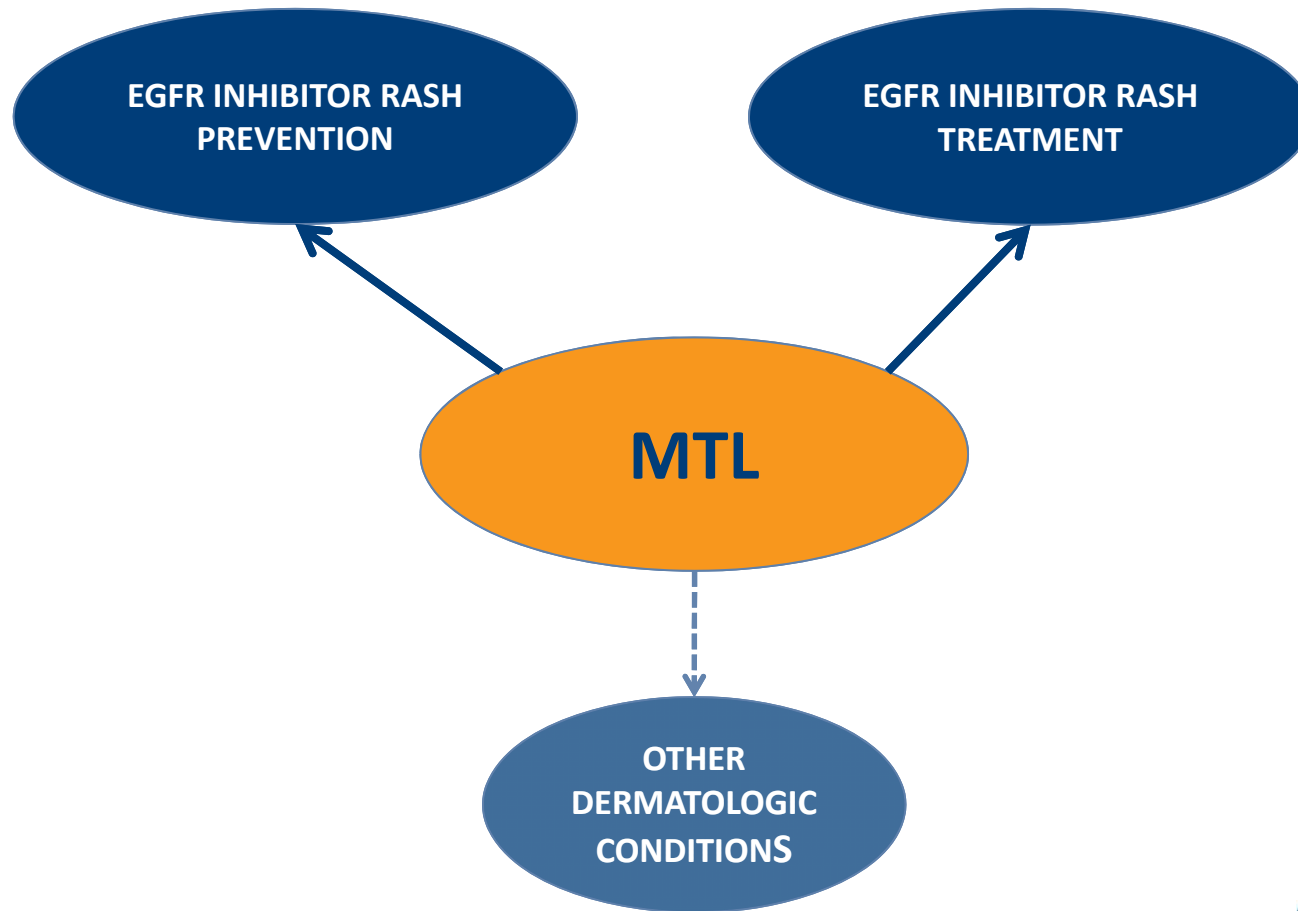 EGFR INHIBITOR RASH
PREVENTION
EGFR INHIBITOR RASH
TREATMENT
MTL
OTHER
DERMATOLOGIC
CONDITIONS